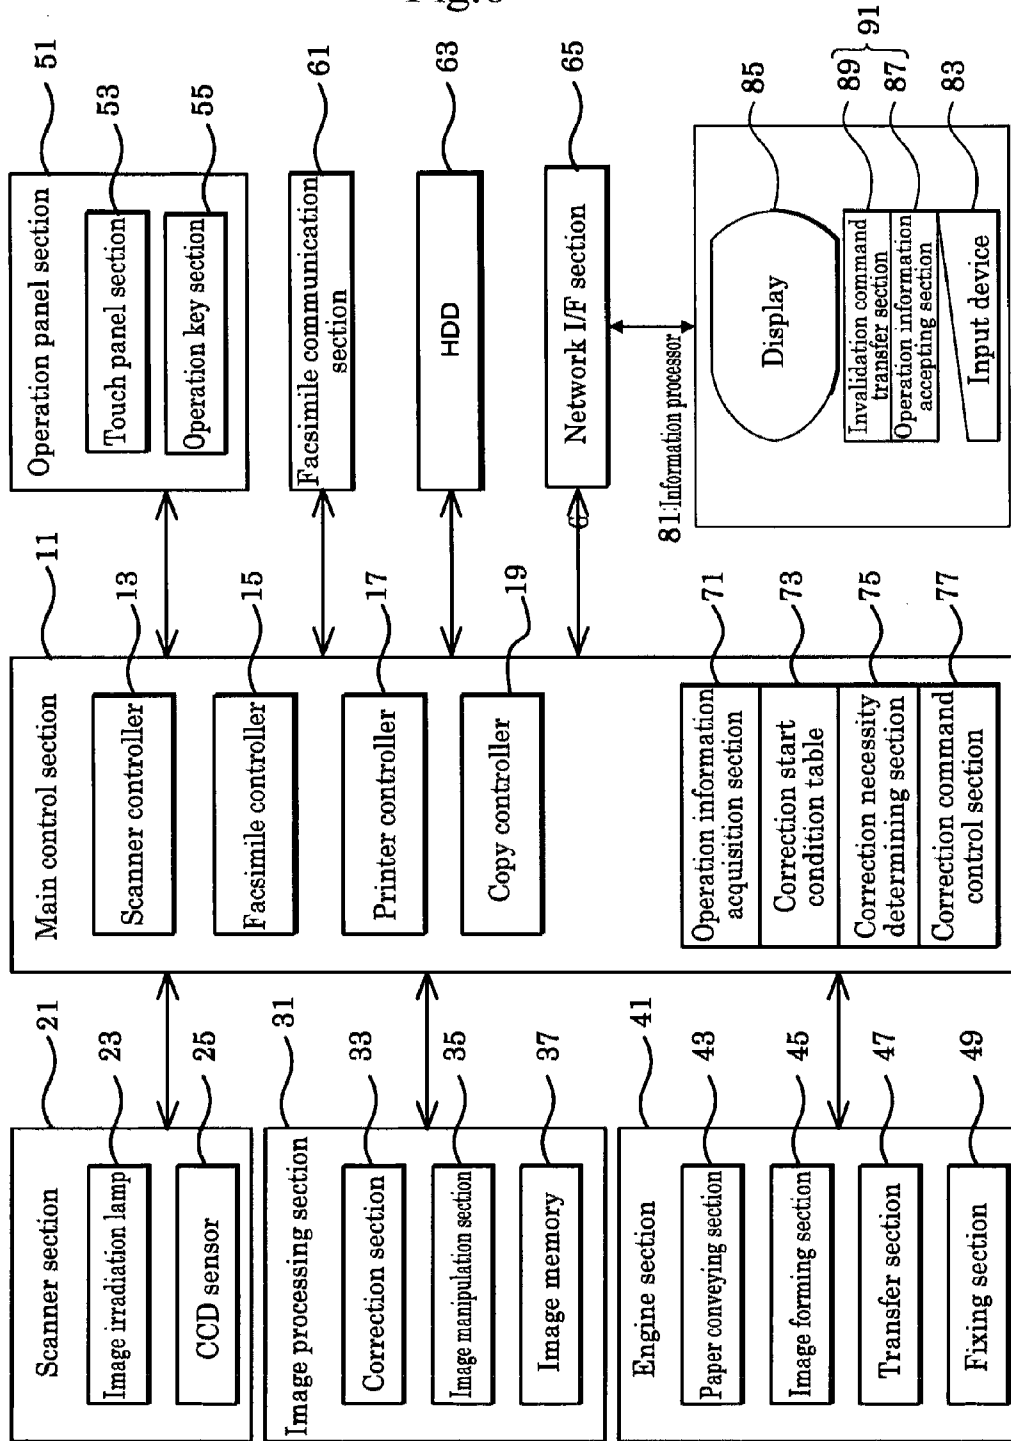 Fig.
Scanner section
21
Image irradiation lamp
23
CCD sensor
25
Image processing section
31
Correction section
33
Image manipulation section
35
Image memory
37
Engine section
41
Paper conveying section
43
Image forming section
45
Transfer section
47
Fixing section
49
Main control section
11
Scanner controller
13
Facsimile controller
15
Printer controller
17
Copy controller
19
Operation information
acquisition section
71
Correction start
condition table
73
Correction necessity
determining section
75
Correction command
control section
77
Operation panel section
51
Touch panel section
53
Operation key section
55
Facsimile communication
section
61
HDD
63
Network I/F section
65
6
81:Information processor
Display
85
Invalidation command
transfer section
89
Operation information
accepting section
87
91
Input device
83